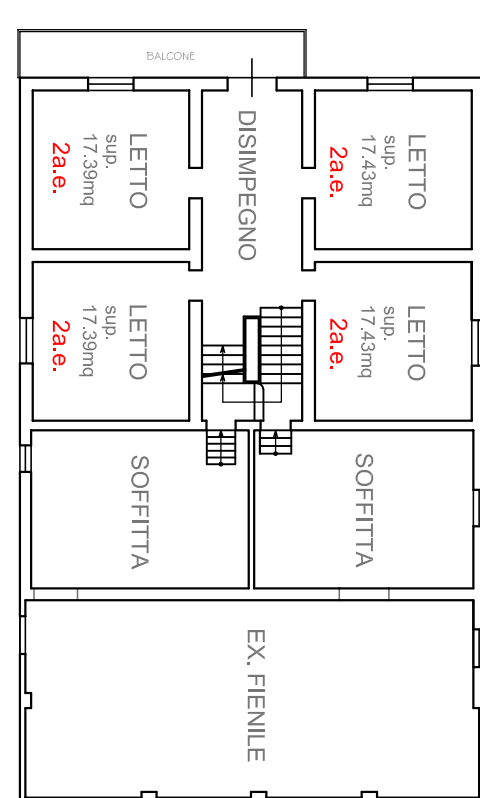 BALCONE
LETTO
sup.
17.39mq
2a.e.
DISIMPEGNO
LETTO
sup.
17.43mq
2a.e.
LETTO
sup.
17.39mq
2a.e.
LETTO
sup.
17.43mq
2a.e.
SOFFITTA
SOFFITTA
EX. FIENILE